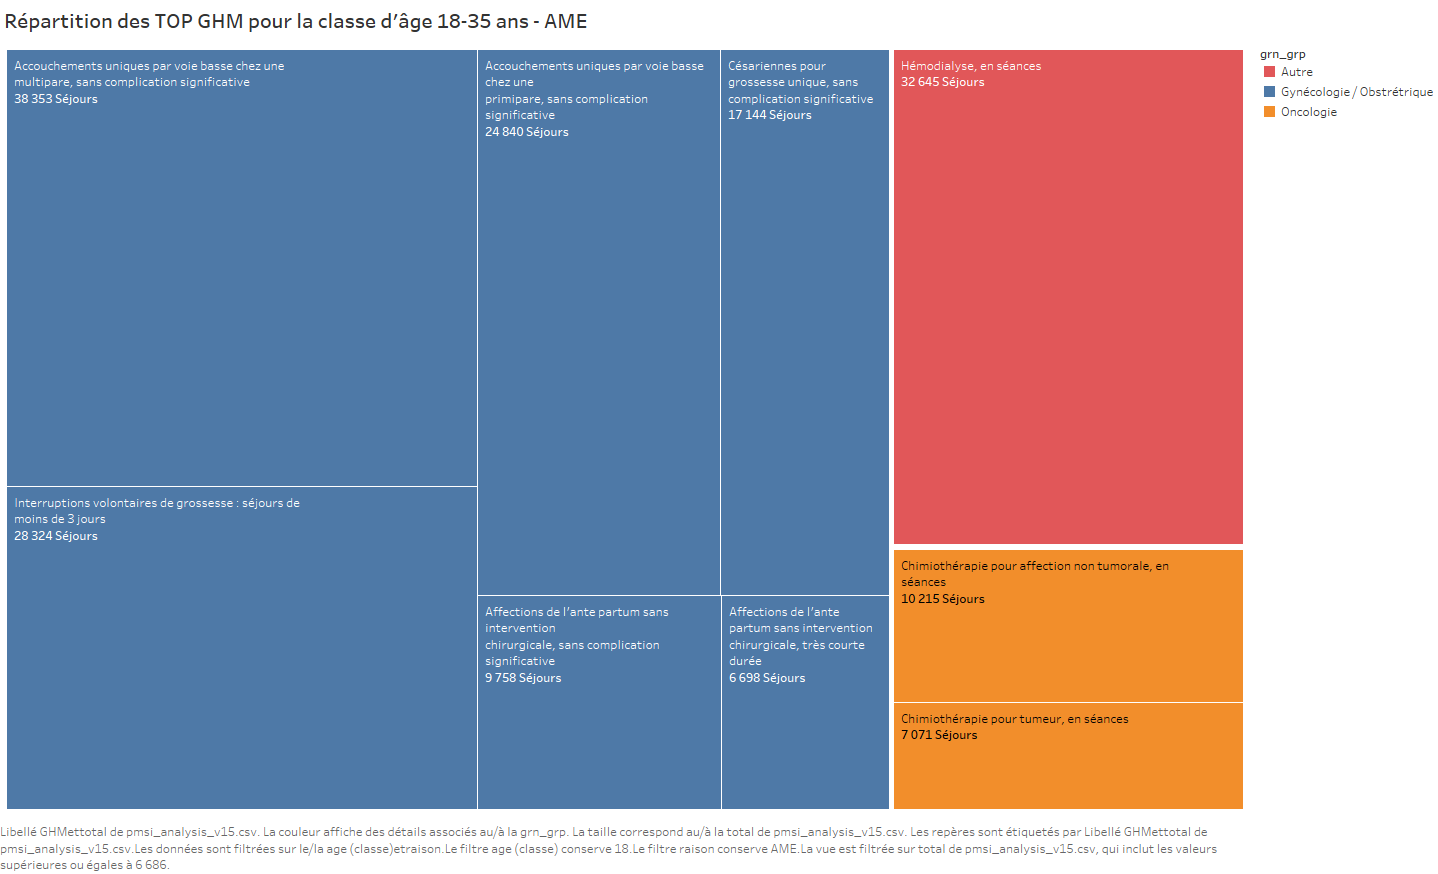 Répartition des TOP GHM pour la classe d’âge 18-35 ans - AME
Accouchements uniques par voie basse chez une
multipare, sans complication significative
38 353 Séjours
Accouchements uniques par voie basse
chez une
primipare, sans complication
significative
24 840 Séjours
Césariennes pour
grossesse unique, sans
complication significative
17 144 Séjours
Hémodialyse, en séances
32 645 Séjours
grn_grp
Autre
Gynécologie / Obstrétrique
Oncologie
Interruptions volontaires de grossesse : séjours de
moins de 3 jours
28 324 Séjours
Affections de l’ante partum sans
intervention
chirurgicale, sans complication
significative
9 758 Séjours
Affections de l’ante
partum sans intervention
chirurgicale, très courte
durée
6 698 Séjours
Chimiothérapie pour affection non tumorale, en
séances
10 215 Séjours
Chimiothérapie pour tumeur, en séances
7 071 Séjours
Libellé GHMettotal de pmsi_analysis_v15.csv. La couleur affiche des détails associés au/à la grn_grp. La taille correspond au/à la total de pmsi_analysis_v15.csv. Les repères sont étiquetés par Libellé GHMettotal de
pmsi_analysis_v15.csv.Les données sont filtrées sur le/la age (classe)etraison.Le filtre age (classe) conserve 18.Le filtre raison conserve AME.La vue est filtrée sur total de pmsi_analysis_v15.csv, qui inclut les valeurs
supérieures ou égales à 6 686.